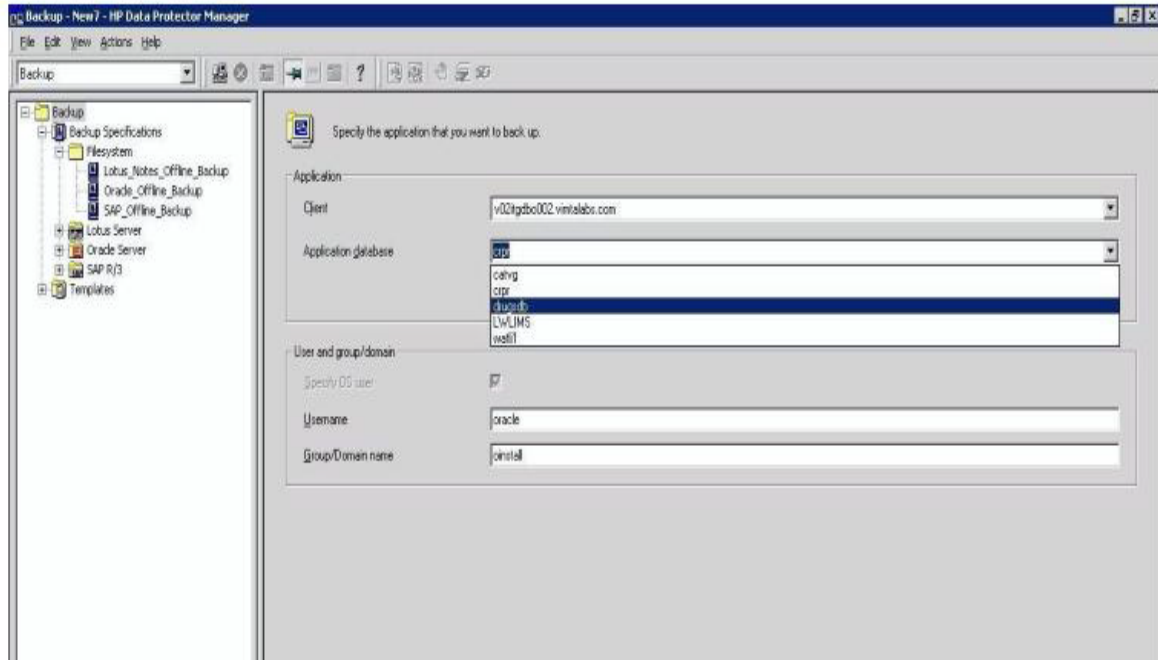 Backup - New7 - HP Data Protector Manager
File Edit View Actions Help
Backup
Backup
Backup Specifications
Filesystem
Lotus_Notes_Offline_Backup
Oracle_Offline_Backup
SAP_Offline_Backup
Lotus Server
Oracle Server
SAP R/3
Templates
Specify the application that you want to back up.
Application
Client
v02itgdbo002.vimtalabs.com
Application database
crpr
catvg
crpr
drugsdb
LWLIMS
User and group/domain
Specify OS user
Username
oracle
Group/Domain name
oinstall